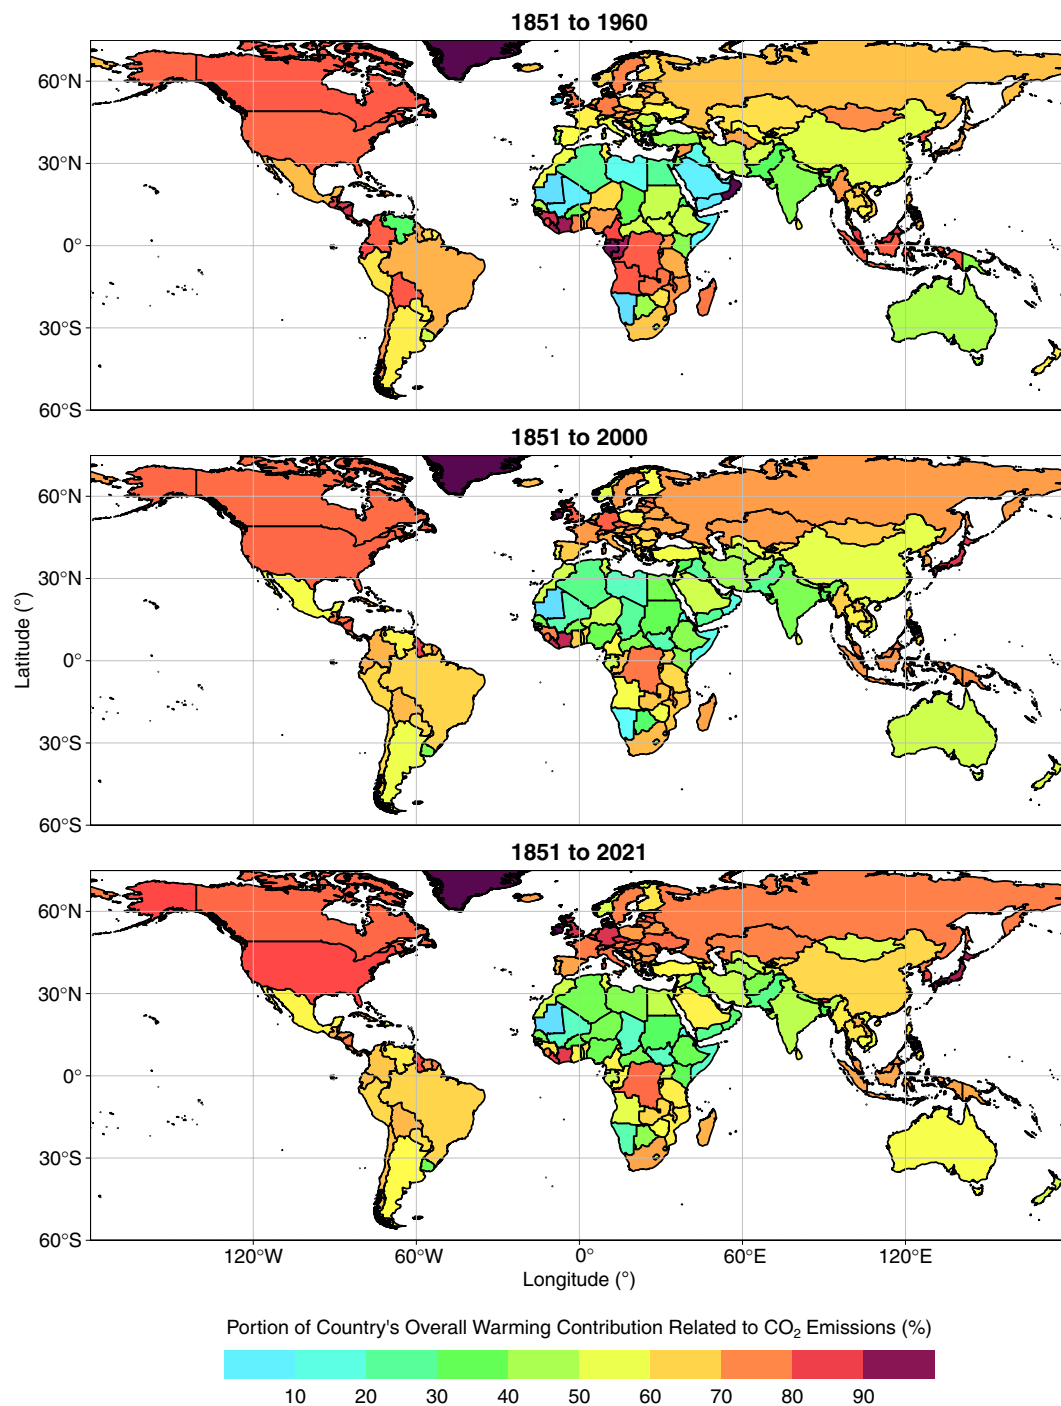 1851 to 1960
60°N
30°N
0°
30°S
60°S
1851 to 2000
60°N
30°N
0°
30°S
60°S
Latitude (°)
1851 to 2021
60°N
30°N
0°
30°S
60°S
120°W 60°W 0° 60°E 120°E
Longitude (°)
Portion of Country's Overall Warming Contribution Related to CO₂ Emissions (%)
10 20 30 40 50 60 70 80 90